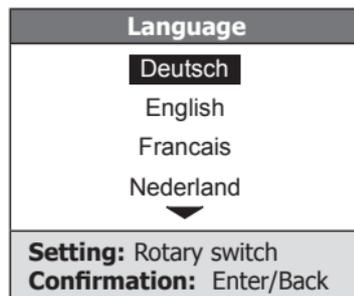 Language
Deutsch
English
Francais
Nederland
Setting: Rotary switch
Confirmation: Enter/Back